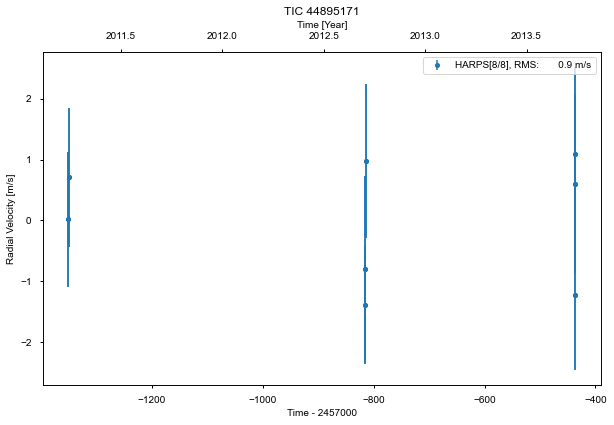 TIC 44895171
Time [Year]
2011.5 2012.0 2012.5 2013.0 2013.5
HARPS[8/8], RMS: 0.9 m/s
Radial Velocity [m/s]
2
1
0
−1
−2
−1200 −1000 −800 −600 −400
Time - 2457000